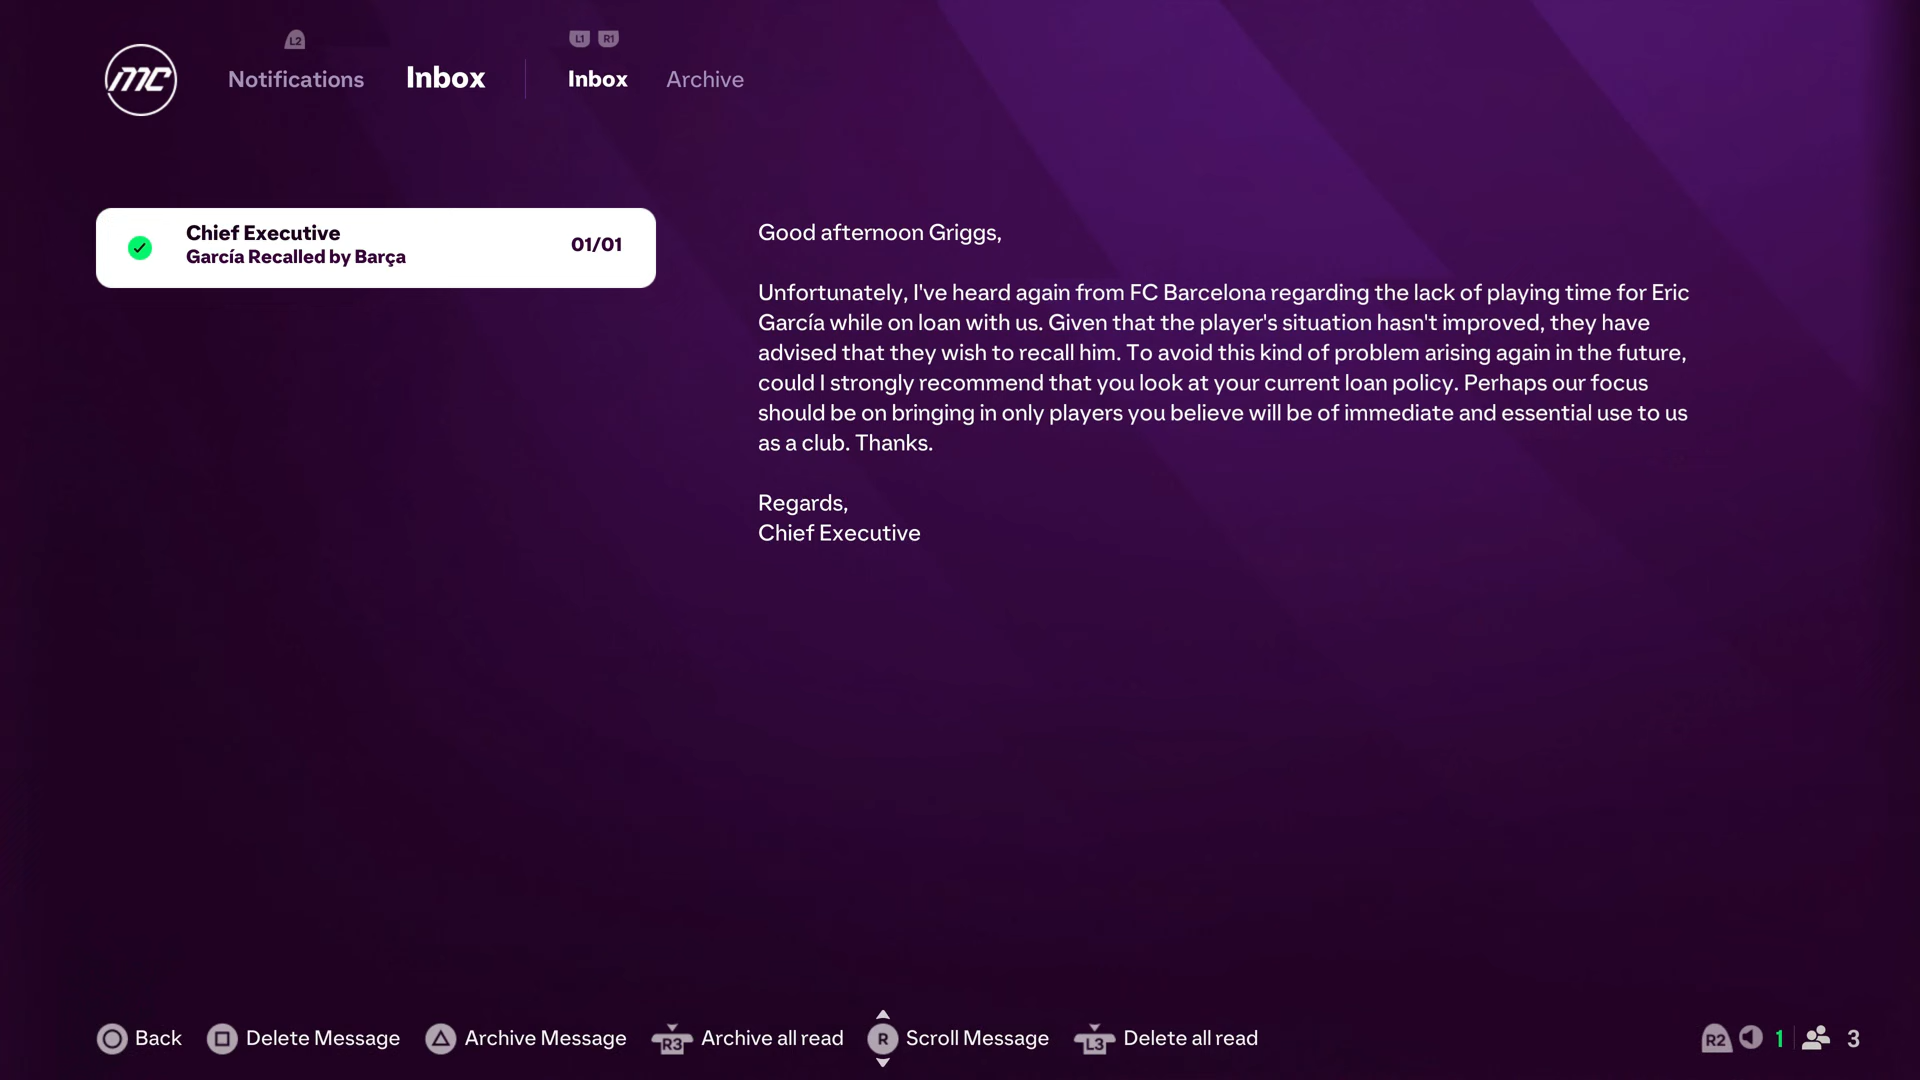 L2
L1 R1
MC
Notifications Inbox Inbox Archive
Chief Executive
García Recalled by Barça
01/01
Good afternoon Griggs,
Unfortunately, I've heard again from FC Barcelona regarding the lack of playing time for Eric
García while on loan with us. Given that the player's situation hasn't improved, they have
advised that they wish to recall him. To avoid this kind of problem arising again in the future,
could I strongly recommend that you look at your current loan policy. Perhaps our focus
should be on bringing in only players you believe will be of immediate and essential use to us
as a club. Thanks.
Regards,
Chief Executive
Back Delete Message Archive Message R3 Archive all read R Scroll Message L3 Delete all read
R2 1 3